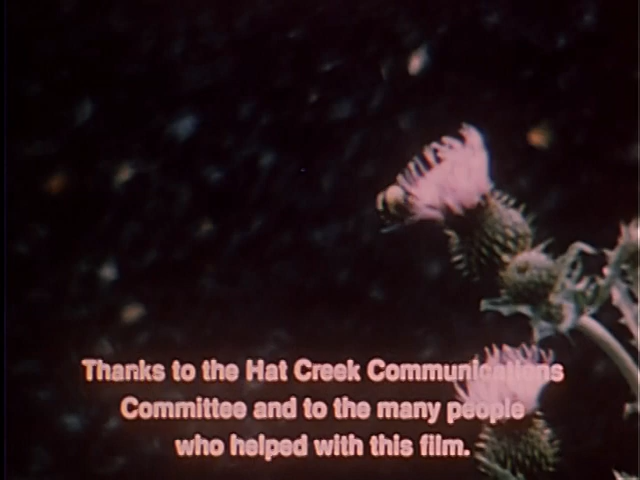 Thanks to the Hat Creek Communications
Committee and to the many people
who helped with this film.